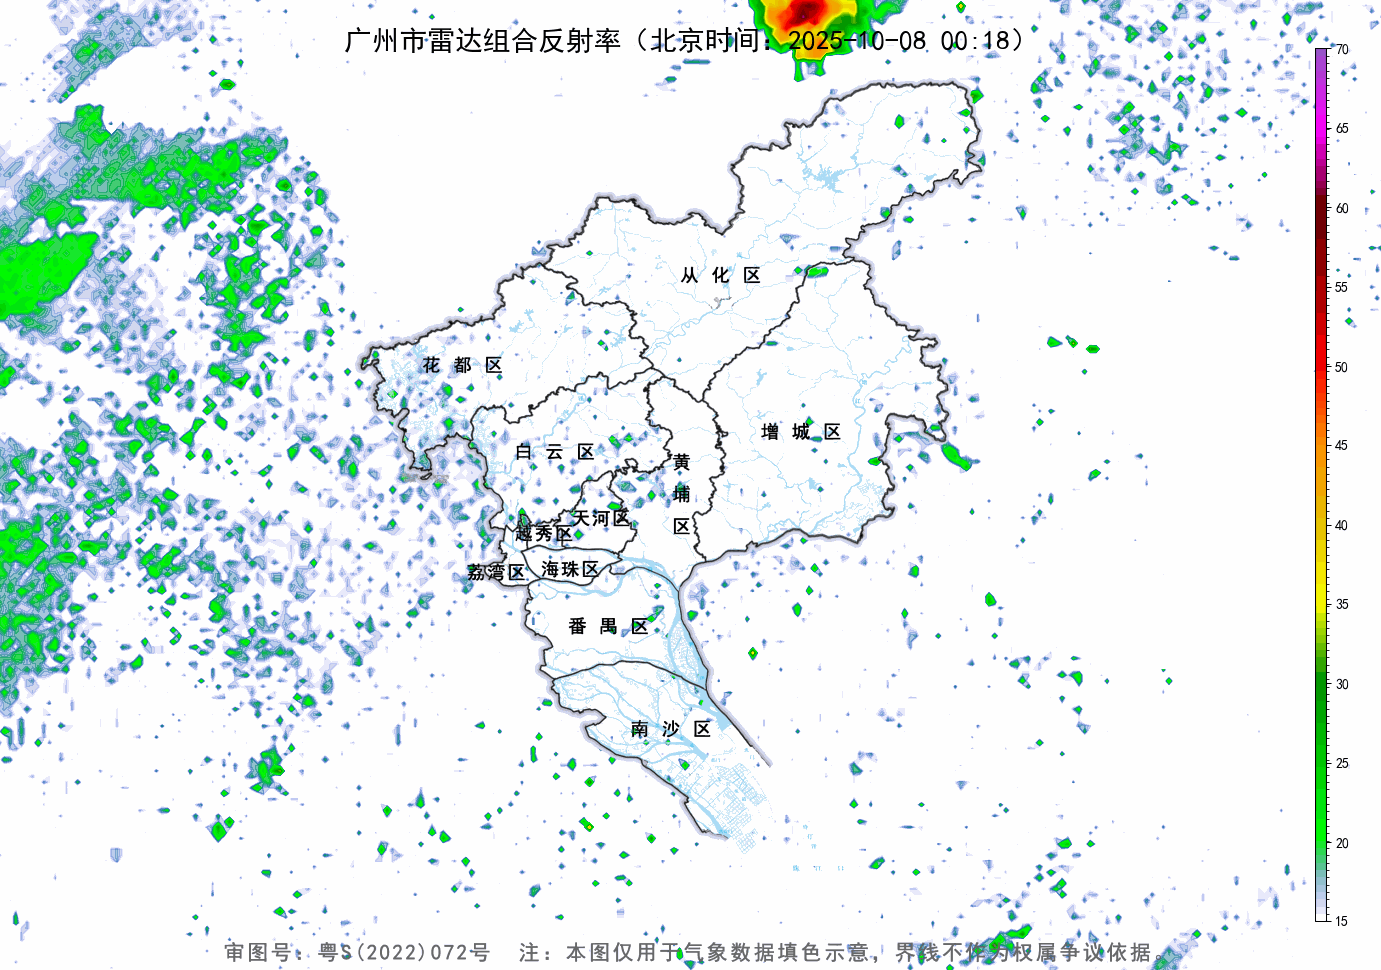 广州市雷达组合反射率（北京时间：2025-10-08 00:18）
70
65
60
55
50
45
40
35
30
25
20
15
从化区
花都区
增城区
白云区
黄埔区
天河区
越秀区
荔湾区
海珠区
番禺区
南沙区
审图号：粤S(2022)072号 注：本图仅用于气象数据填色示意，界线不作为权属争议依据。